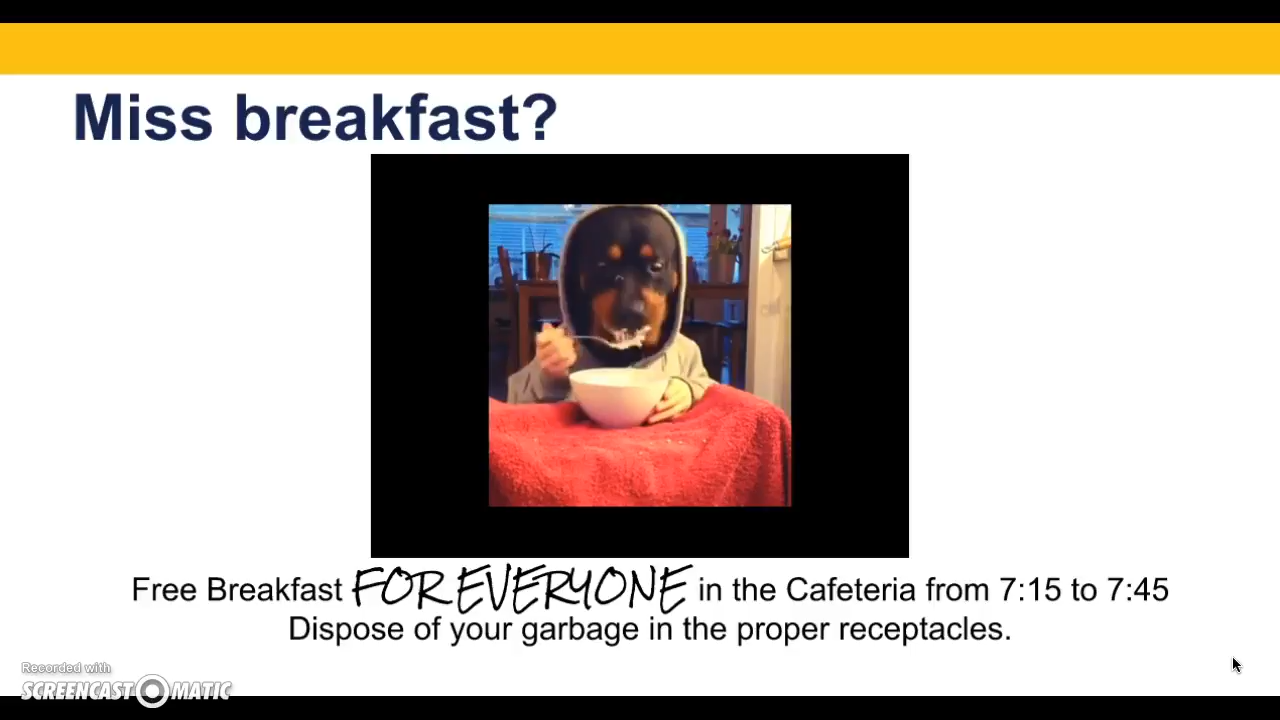 Miss breakfast?
Free Breakfast FOR EVERYONE in the Cafeteria from 7:15 to 7:45
Dispose of your garbage in the proper receptacles.
Recorded with
SCREENCAST MATIC